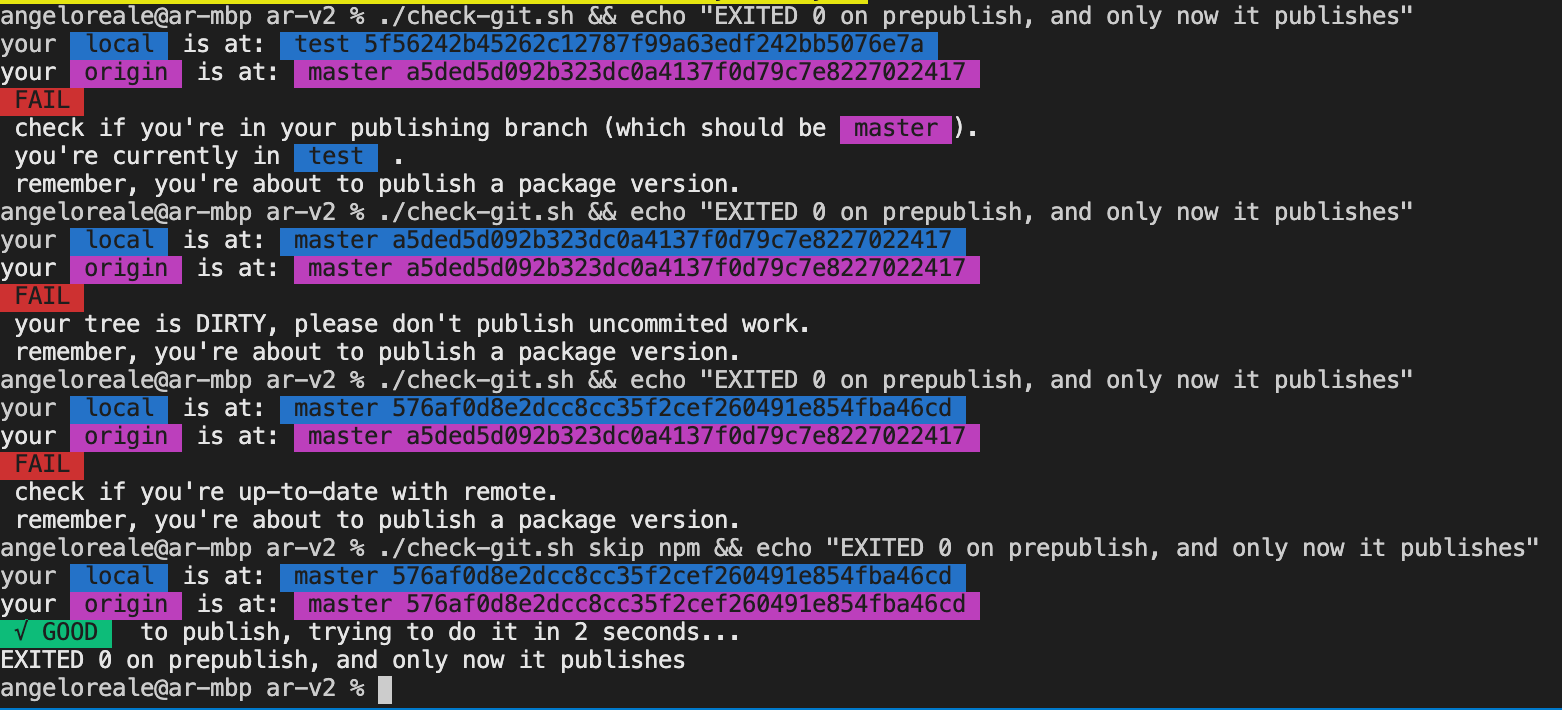 angeloreale@ar-mbp ar-v2 % ./check-git.sh && echo "EXITED 0 on prepublish, and only now it publishes"
your local is at: test 5f56242b45262c12787f99a63edf242bb5076e7a
your origin is at: master a5ded5d092b323dc0a4137f0d79c7e8227022417
FAIL
check if you're in your publishing branch (which should be master ).
you're currently in test .
remember, you're about to publish a package version.
angeloreale@ar-mbp ar-v2 % ./check-git.sh && echo "EXITED 0 on prepublish, and only now it publishes"
your local is at: master a5ded5d092b323dc0a4137f0d79c7e8227022417
your origin is at: master a5ded5d092b323dc0a4137f0d79c7e8227022417
FAIL
your tree is DIRTY, please don't publish uncommited work.
remember, you're about to publish a package version.
angeloreale@ar-mbp ar-v2 % ./check-git.sh && echo "EXITED 0 on prepublish, and only now it publishes"
your local is at: master 576af0d8e2dcc8cc35f2cef260491e854fba46cd
your origin is at: master a5ded5d092b323dc0a4137f0d79c7e8227022417
FAIL
check if you're up-to-date with remote.
remember, you're about to publish a package version.
angeloreale@ar-mbp ar-v2 % ./check-git.sh skip npm && echo "EXITED 0 on prepublish, and only now it publishes"
your local is at: master 576af0d8e2dcc8cc35f2cef260491e854fba46cd
your origin is at: master 576af0d8e2dcc8cc35f2cef260491e854fba46cd
√ GOOD to publish, trying to do it in 2 seconds...
EXITED 0 on prepublish, and only now it publishes
angeloreale@ar-mbp ar-v2 %